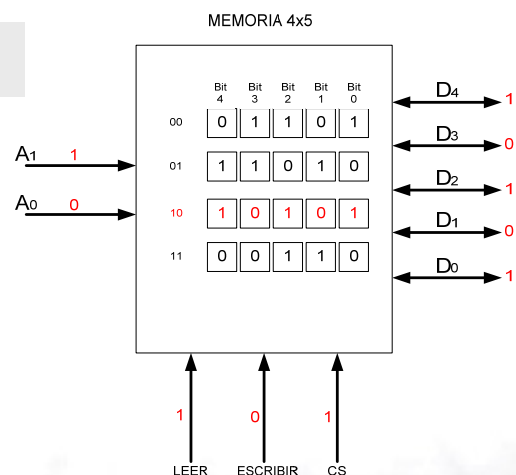 MEMORIA 4x5
Bit 4 Bit 3 Bit 2 Bit 1 Bit 0
00 0 1 1 0 1
01 1 1 0 1 0
10 1 0 1 0 1
11 0 0 1 1 0
A1 1
A0 0
D4 1
D3 0
D2 1
D1 0
D0 1
1 0 1
LEER ESCRIBIR CS